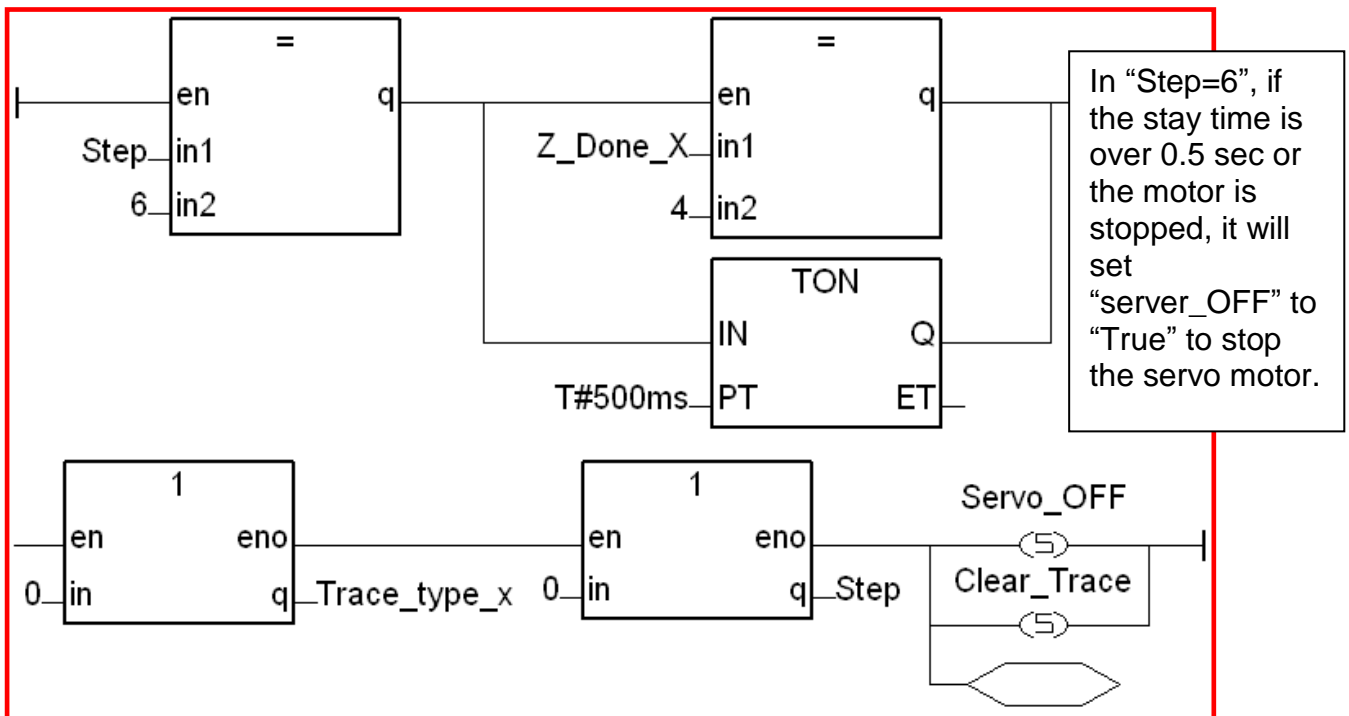 = =
en q en q
Step in1 Z_Done_X in1
6 in2 4 in2
TON
IN Q
T#500ms PT ET
In “Step=6”, if
the stay time is
over 0.5 sec or
the motor is
stopped, it will
set
“server_OFF” to
“True” to stop
the servo motor.
1 1
Servo_OFF
en eno en eno
Clear_Trace
0 in q Trace_type_x 0 in q Step
S
S